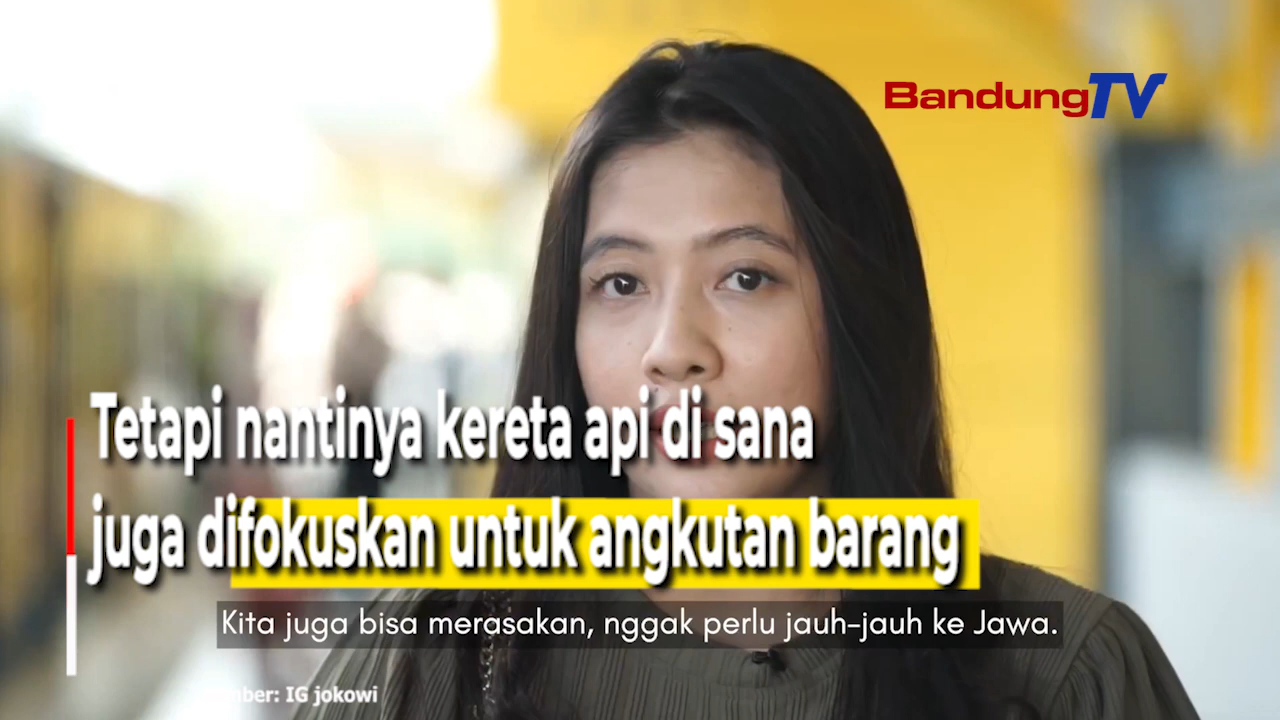 BandungTV
Tetapi nantinya kereta api di sana
juga difokuskan untuk angkutan barang
Kita juga bisa merasakan, nggak perlu jauh-jauh ke Jawa.
IG jokowi